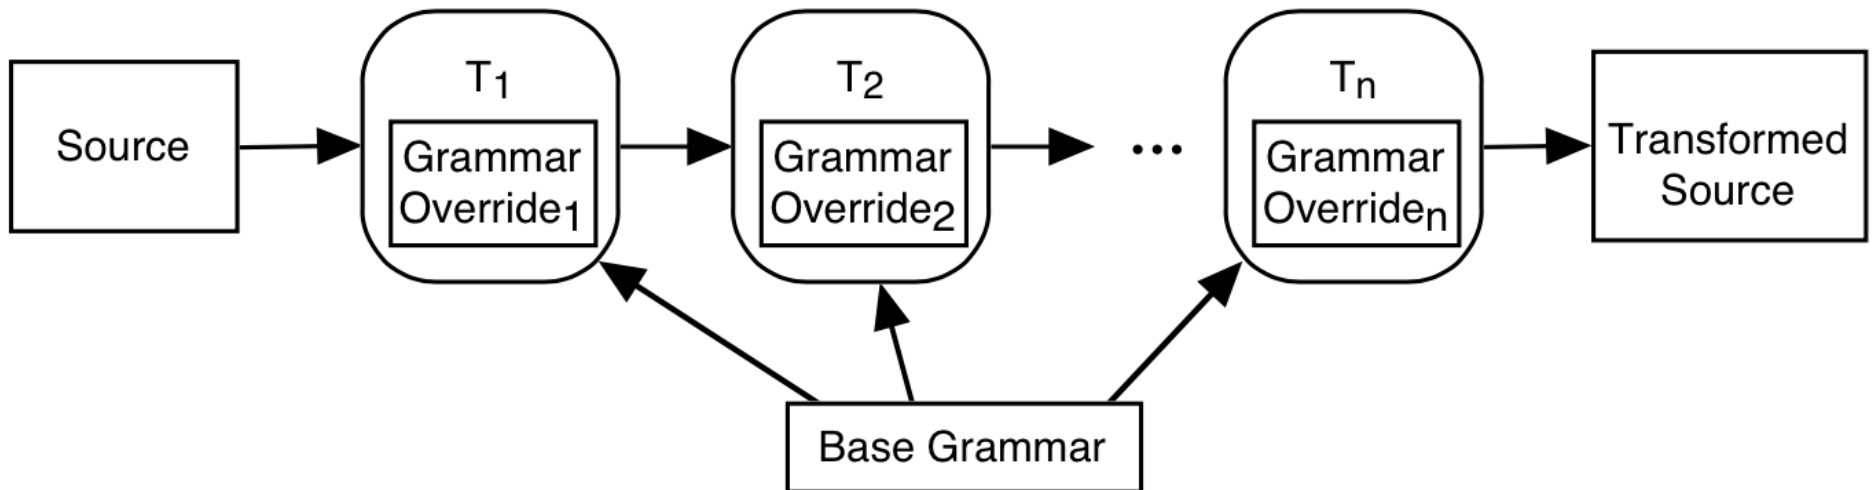 Source
T1
Grammar
Override1
T2
Grammar
Override2
...
Tn
Grammar
Overriden
Transformed
Source
Base Grammar